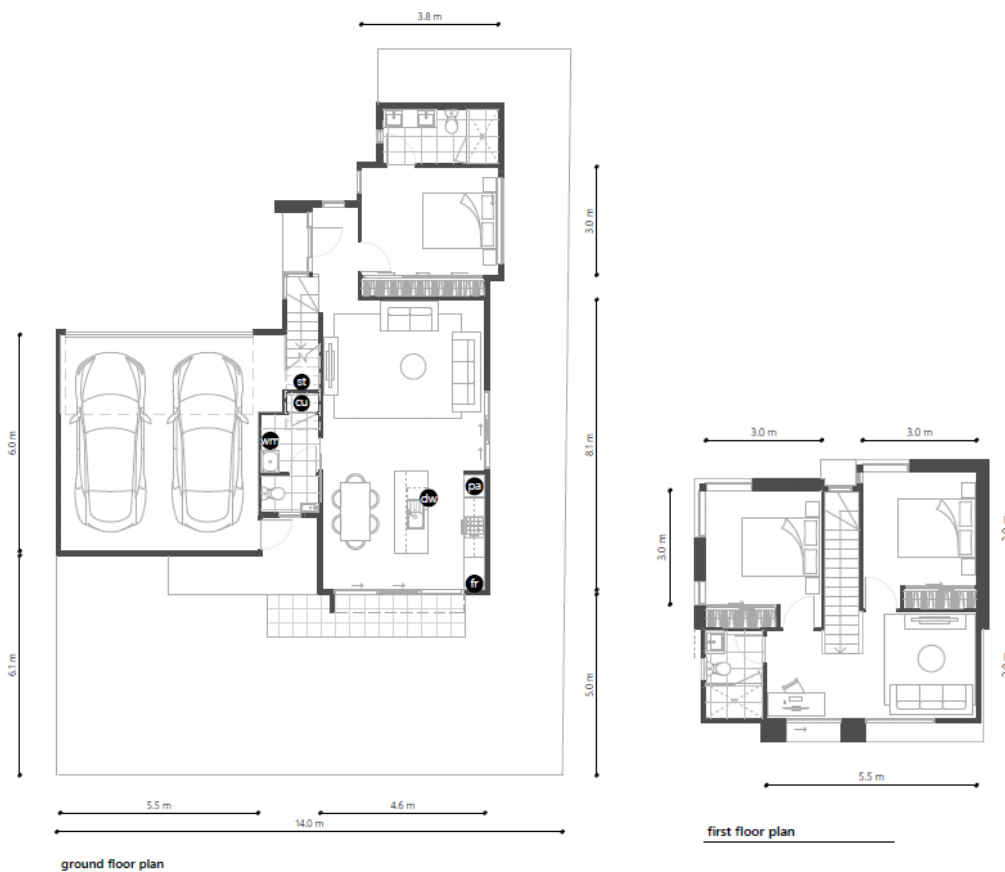 3.8 m
3.0 m
st
cu
wm
6.0 m
8.1 m
pa
dw
fr
6.1 m
5.0 m
5.5 m
4.6 m
14.0 m
ground floor plan
3.0 m
3.0 m
3.0 m
5.5 m
first floor plan